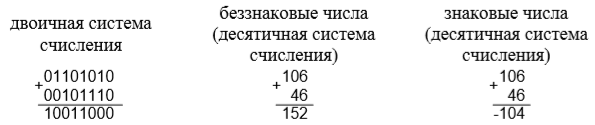 двоичная система
счисления
+01101010
00101110
10011000
беззнаковые числа
(десятичная система
счисления)
+106
46
152
знаковые числа
(десятичная система
счисления)
+106
46
-104